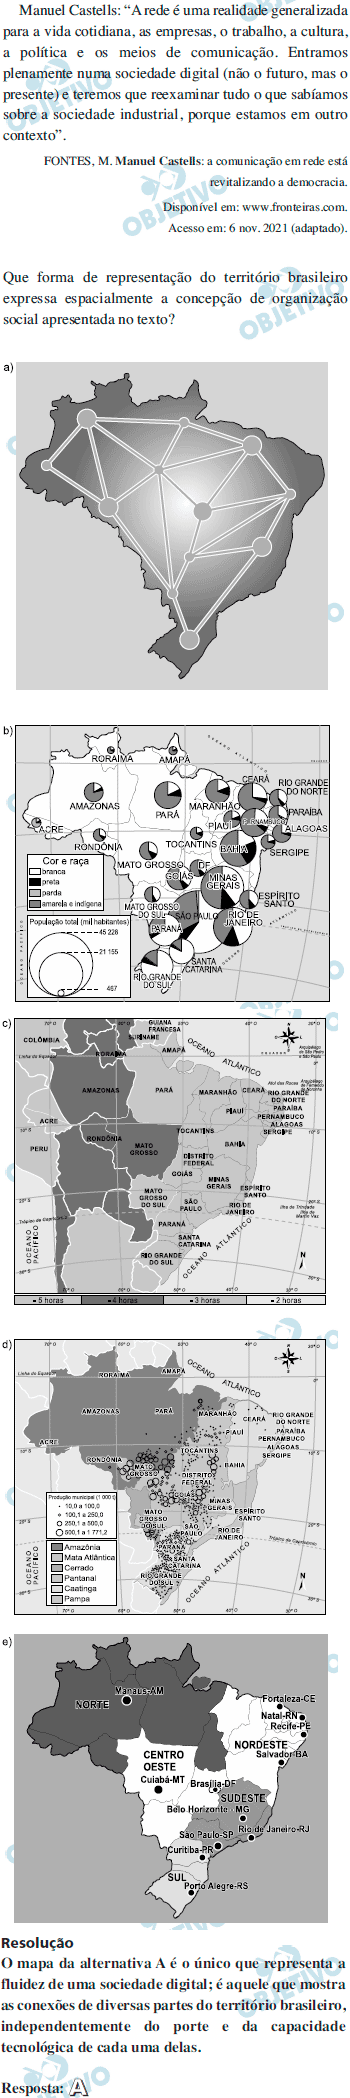 Manuel Castells: “A rede é uma realidade generalizada
para a vida cotidiana, as empresas, o trabalho, a cultura,
a política e os meios de comunicação. Entramos
plenamente numa sociedade digital (não o futuro, mas o
presente) e teremos que reexaminar tudo o que sabíamos
sobre a sociedade industrial, porque estamos em outro
contexto”.
FONTES, M. Manuel Castells: a comunicação em rede está
revitalizando a democracia.
Disponível em: www.fronteiras.com.
Acesso em: 6 nov. 2021 (adaptado).
Que forma de representação do território brasileiro
expressa espacialmente a concepção de organização
social apresentada no texto?
a)
b)
RORAIMA
AMAPÁ
AMAZONAS
PARÁ
MARANHÃO
CEARÁ
RIO GRANDE
DO NORTE
PARAÍBA
PERNAMBUCO
ALAGOAS
SERGIPE
PIAUÍ
ACRE
RONDÔNIA
TOCANTINS
BAHIA
MATO GROSSO
DF
GOIÁS
MINAS
GERAIS
ESPÍRITO
SANTO
MATO GROSSO
DO SUL
SÃO PAULO
RIO DE
JANEIRO
PARANÁ
SANTA
CATARINA
RIO GRANDE
DO SUL
Cor e raça
branca
preta
parda
amarela e indígena
População total (mil habitantes)
45 228
21 155
467
c)
COLÔMBIA
GUIANA
FRANCESA
SURINAME
RORAIMA
AMAPÁ
OCEANO ATLÂNTICO
AMAZONAS
PARÁ
MARANHÃO
CEARÁ
RIO GRANDE
DO NORTE
PARAÍBA
PERNAMBUCO
ALAGOAS
SERGIPE
PIAUÍ
ACRE
RONDÔNIA
TOCANTINS
BAHIA
PERU
MATO
GROSSO
DISTRITO
FEDERAL
GOIÁS
MINAS
GERAIS
ESPÍRITO
SANTO
MATO
GROSSO
DO SUL
SÃO
PAULO
RIO DE
JANEIRO
PARANÁ
SANTA
CATARINA
RIO GRANDE
DO SUL
OCEANO ATLÂNTICO
OCEANO
PACÍFICO
N
- 5 horas
- 4 horas
- 3 horas
- 2 horas
d)
RORAIMA
AMAPÁ
OCEANO ATLÂNTICO
AMAZONAS
PARÁ
MARANHÃO
CEARÁ
RIO GRANDE
DO NORTE
PARAÍBA
PERNAMBUCO
ALAGOAS
SERGIPE
PIAUÍ
ACRE
RONDÔNIA
TOCANTINS
BAHIA
MATO
GROSSO
DISTRITO
FEDERAL
GOIÁS
MINAS
GERAIS
ESPÍRITO
SANTO
MATO
GROSSO
DO SUL
SÃO
PAULO
RIO DE
JANEIRO
PARANÁ
SANTA
CATARINA
RIO GRANDE
DO SUL
OCEANO ATLÂNTICO
OCEANO
PACÍFICO
N
Produção municipal (1 000 t)
10,0 a 100,0
100,1 a 250,0
250,1 a 500,0
500,1 a 1 771,2
Amazônia
Mata Atlântica
Cerrado
Pantanal
Caatinga
Pampa
e)
Manaus-AM
NORTE
Fortaleza-CE
Natal-RN
Recife-PE
NORDESTE
Salvador-BA
CENTRO
OESTE
Cuiabá-MT
Brasília-DF
SUDESTE
Belo Horizonte - MG
Rio de Janeiro-RJ
São Paulo-SP
Curitiba-PR
SUL
Porto Alegre-RS
Resolução
O mapa da alternativa A é o único que representa a
fluidez de uma sociedade digital; é aquele que mostra
as conexões de diversas partes do território brasileiro,
independentemente do porte e da capacidade
tecnológica de cada uma delas.
Resposta: A
OBJETIVO